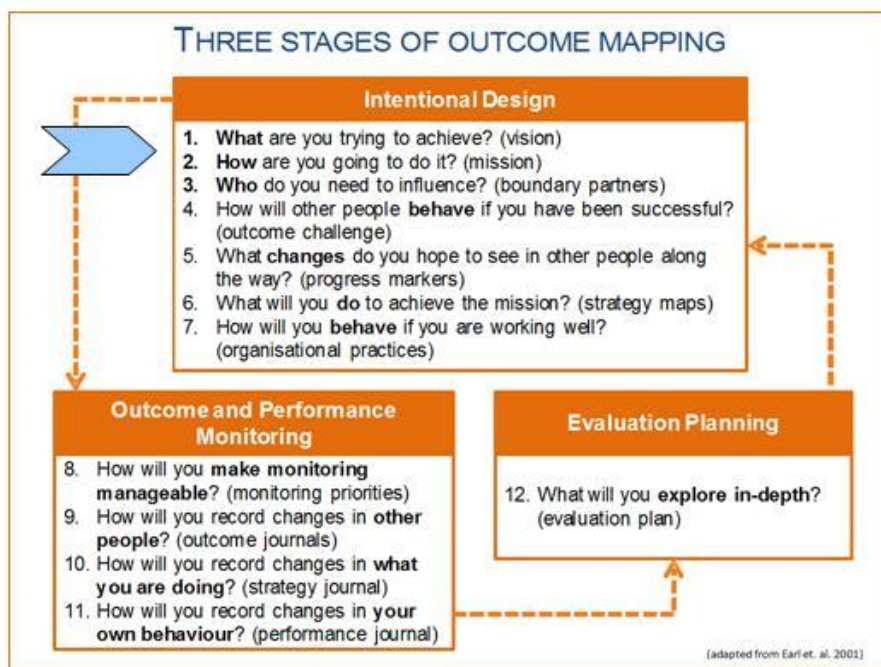 THREE STAGES OF OUTCOME MAPPING
Intentional Design
1. What are you trying to achieve? (vision)
2. How are you going to do it? (mission)
3. Who do you need to influence? (boundary partners)
4. How will other people behave if you have been successful?
(outcome challenge)
5. What changes do you hope to see in other people along
the way? (progress markers)
6. What will you do to achieve the mission? (strategy maps)
7. How will you behave if you are working well?
(organisational practices)
Outcome and Performance
Monitoring
8. How will you make monitoring
manageable? (monitoring priorities)
9. How will you record changes in other
people? (outcome journals)
10. How will you record changes in what
you are doing? (strategy journal)
11. How will you record changes in your
own behaviour? (performance journal)
Evaluation Planning
12. What will you explore in-depth?
(evaluation plan)
(adapted from Earl et. al. 2001)